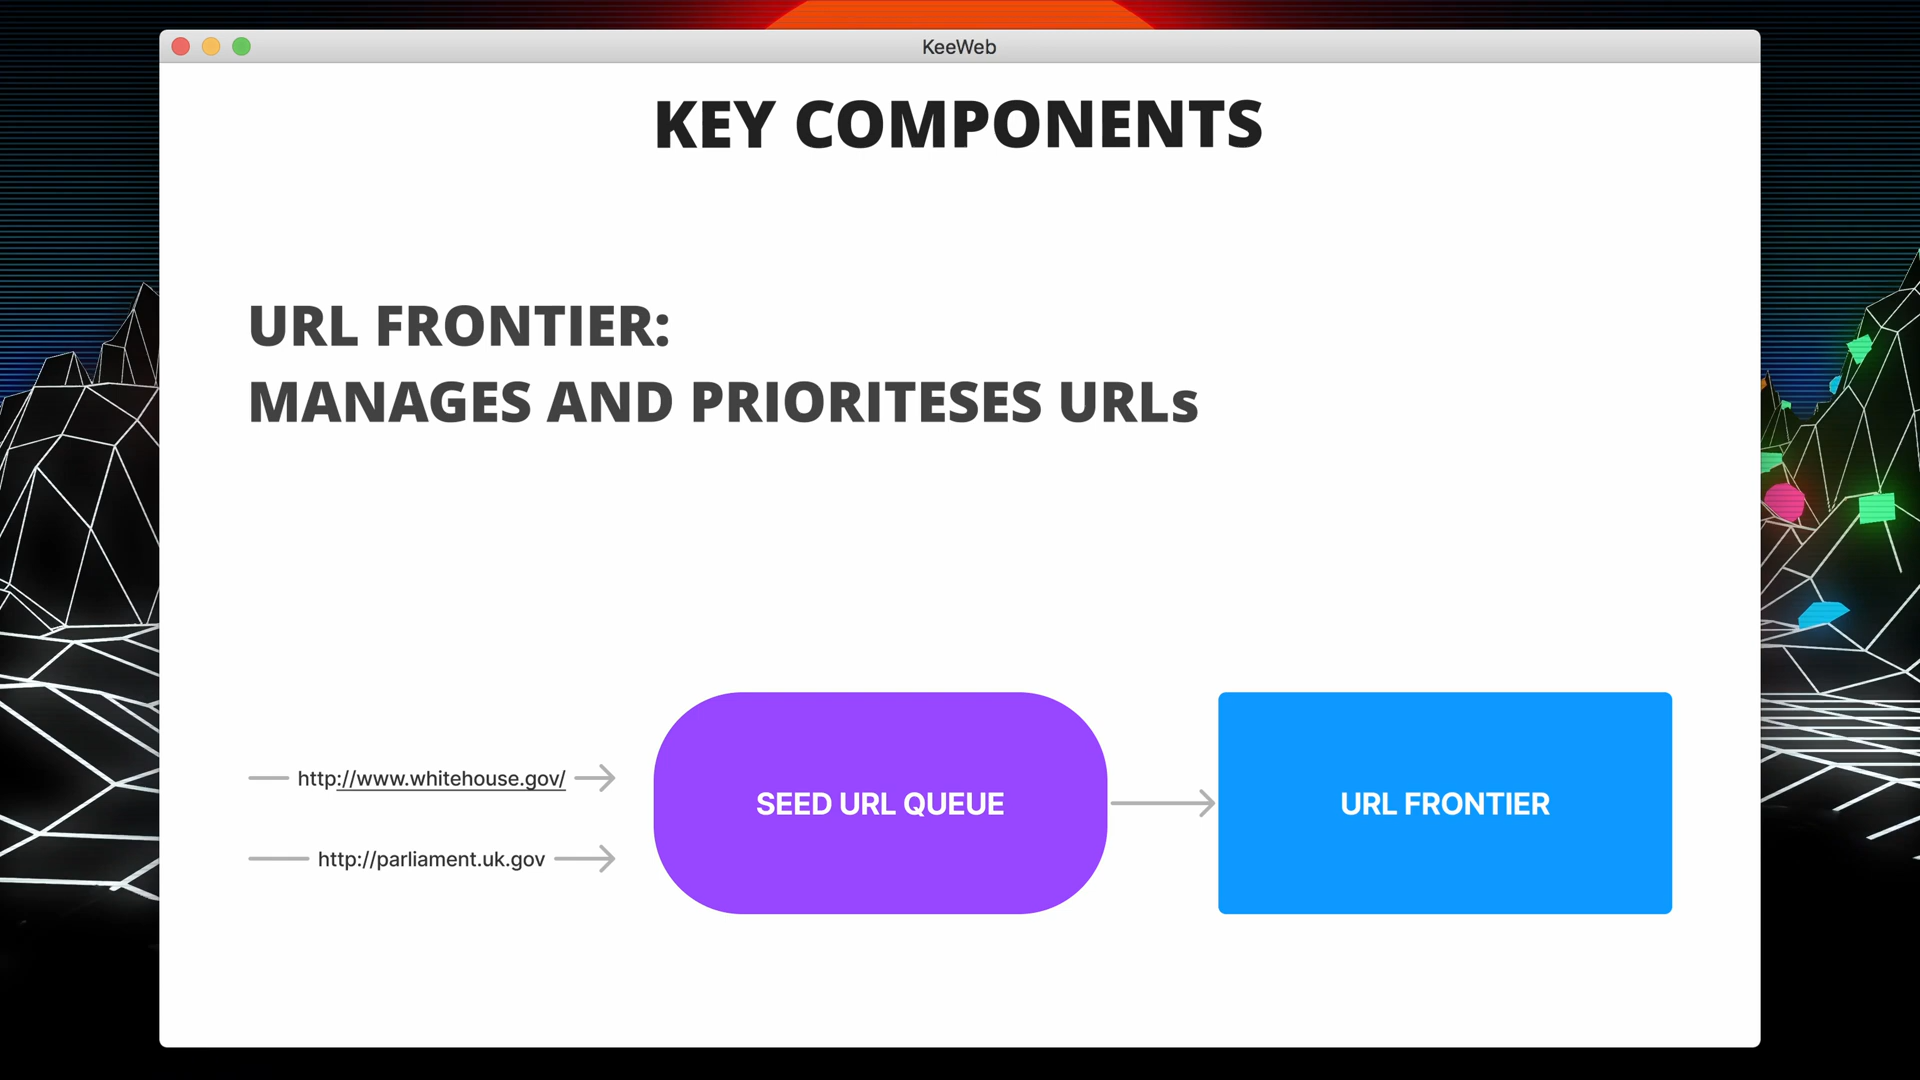 KeeWeb
KEY COMPONENTS
URL FRONTIER:
MANAGES AND PRIORITESES URLs
http://www.whitehouse.gov/
http://parliament.uk.gov
SEED URL QUEUE
URL FRONTIER